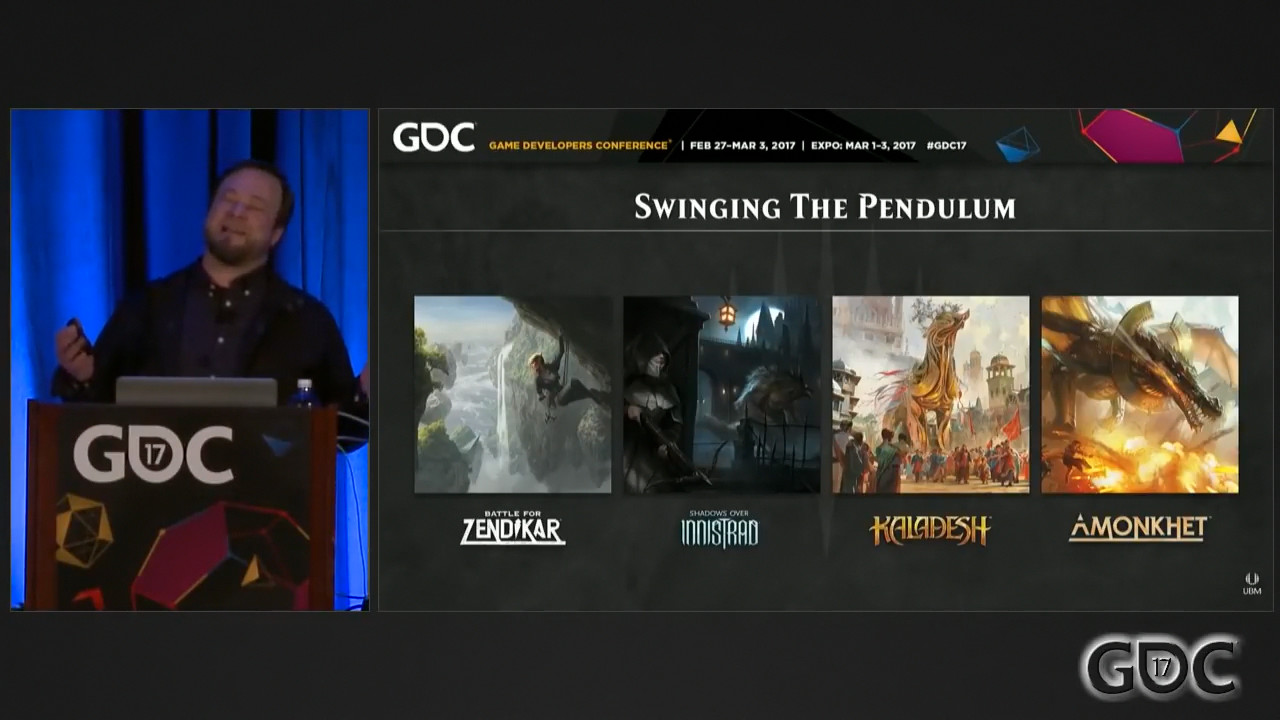 GDC
GAME DEVELOPERS CONFERENCE® | FEB 27–MAR 3, 2017 | EXPO: MAR 1–3, 2017 #GDC17
SWINGING THE PENDULUM
BATTLE FOR
ZENDIKAR
SHADOWS OVER
INNISTRAD
KALADESH
AMONKHET
UBM
GDC 17
GDC 17